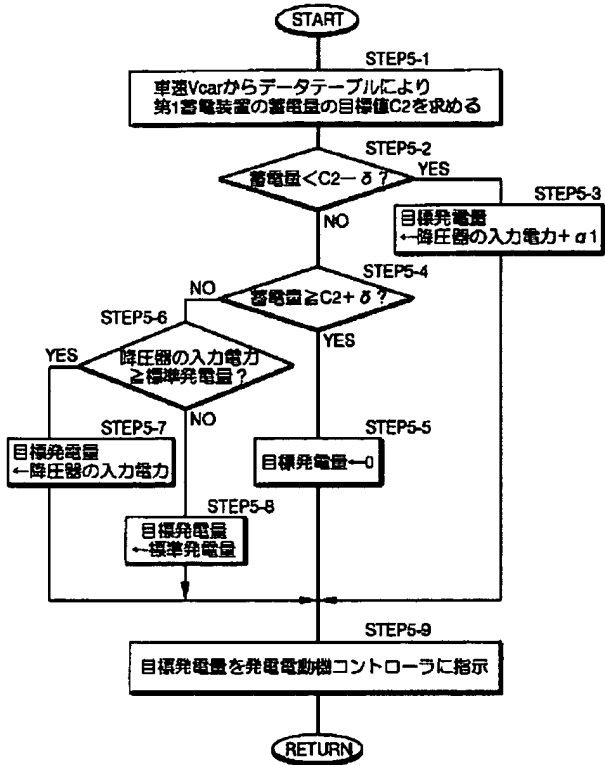 START
STEP5-1
車速Vcarからデータテーブルにより
第1蓄電装置の蓄電量の目標値C2を求める
STEP5-2
蓄電量<C2-δ?
YES
NO
STEP5-3
目標発電量
←降圧器の入力電力+α1
STEP5-4
蓄電量≧C2+δ?
NO
YES
STEP5-6
降圧器の入力電力
≧標準発電量?
YES
NO
STEP5-7
目標発電量
←降圧器の入力電力
STEP5-5
目標発電量←0
STEP5-8
目標発電量
←標準発電量
STEP5-9
目標発電量を発電電動機コントローラに指示
RETURN